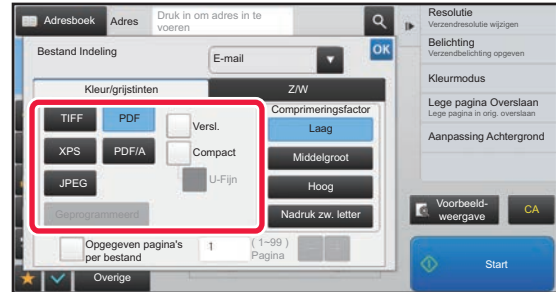 Adresboek
Adres
Druk in om adres in te
voeren
Bestand Indeling
E-mail
OK
Kleur/grijstinten
Z/W
TIFF
PDF
Versl.
XPS
PDF/A
Compact
JPEG
U-Fijn
Geprogrammeerd
Comprimeringsfactor
Laag
Middelgroot
Hoog
Nadruk zw. letter
Opgegeven pagina's
per bestand
1
( 1~99 )
Pagina
Overige
Resolutie
Verzendresolutie wijzigen
Belichting
Verzendbelichting opgeven
Kleurmodus
Lege pagina Overslaan
Lege pagina in orig. overslaan
Aanpassing Achtergrond
Voorbeeld-
weergave
CA
Start